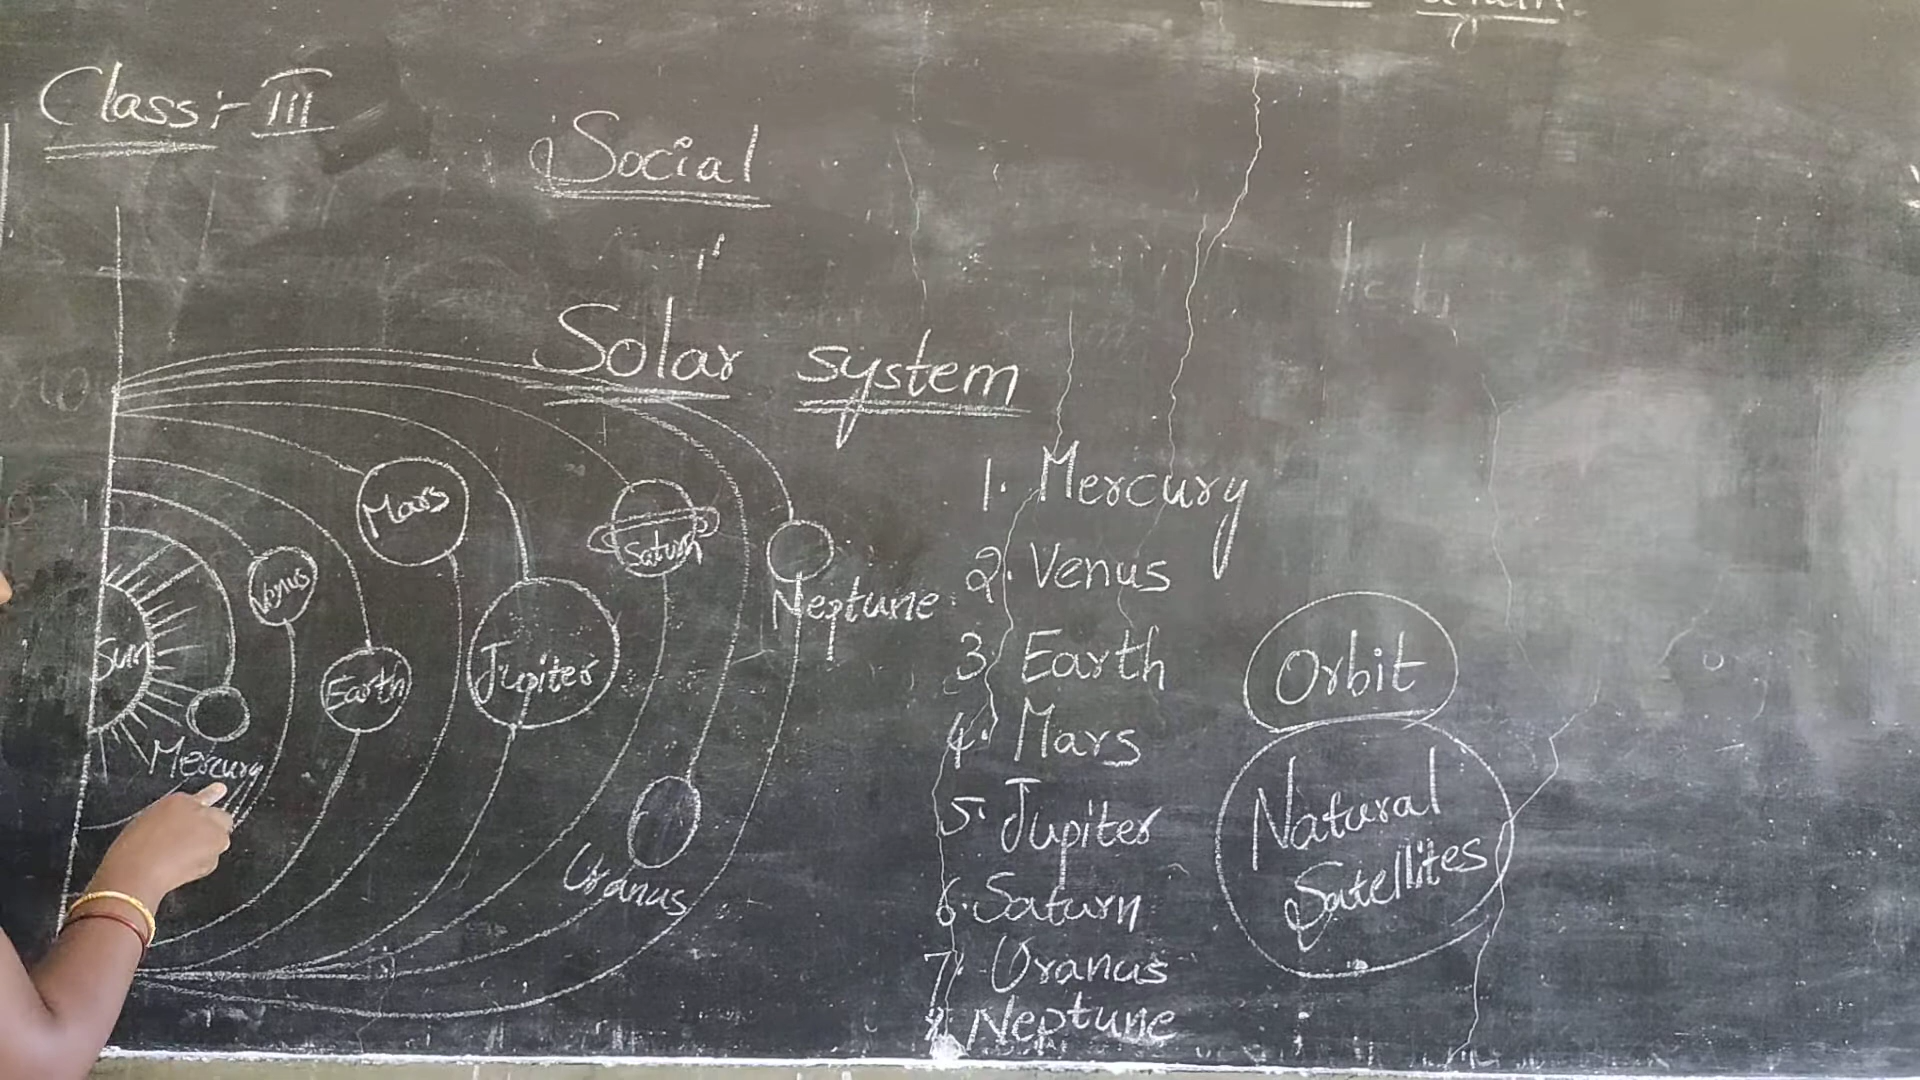 Class:- III
Social
Solar system
Mars
Saturn
Venus
Neptune
Sun
Earth
Jupiter
Mercury
Uranus
1. Mercury
2. Venus
3. Earth
4. Mars
5. Jupiter
6. Saturn
7. Uranus
8. Neptune
Orbit
Natural
Satellites